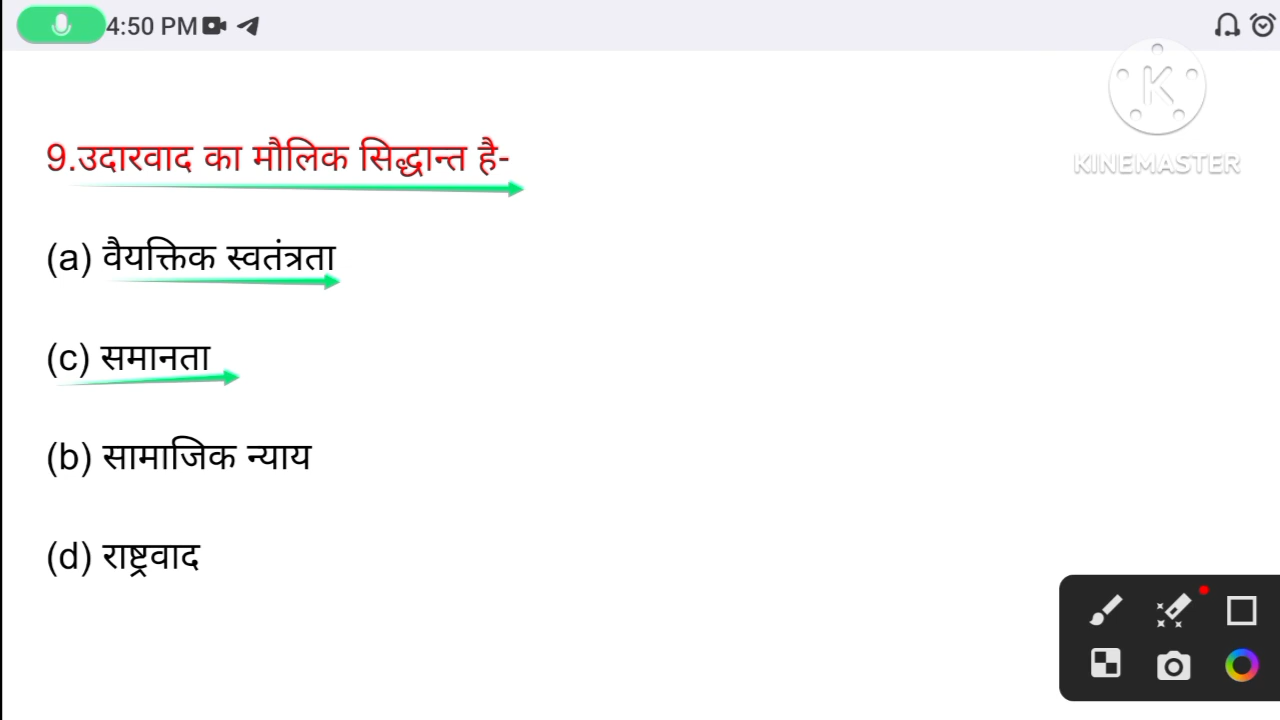 4:50 PM
K
KINEMASTER
9.उदारवाद का मौलिक सिद्धान्त है-
(a) वैयक्तिक स्वतंत्रता
(c) समानता
(b) सामाजिक न्याय
(d) राष्ट्रवाद